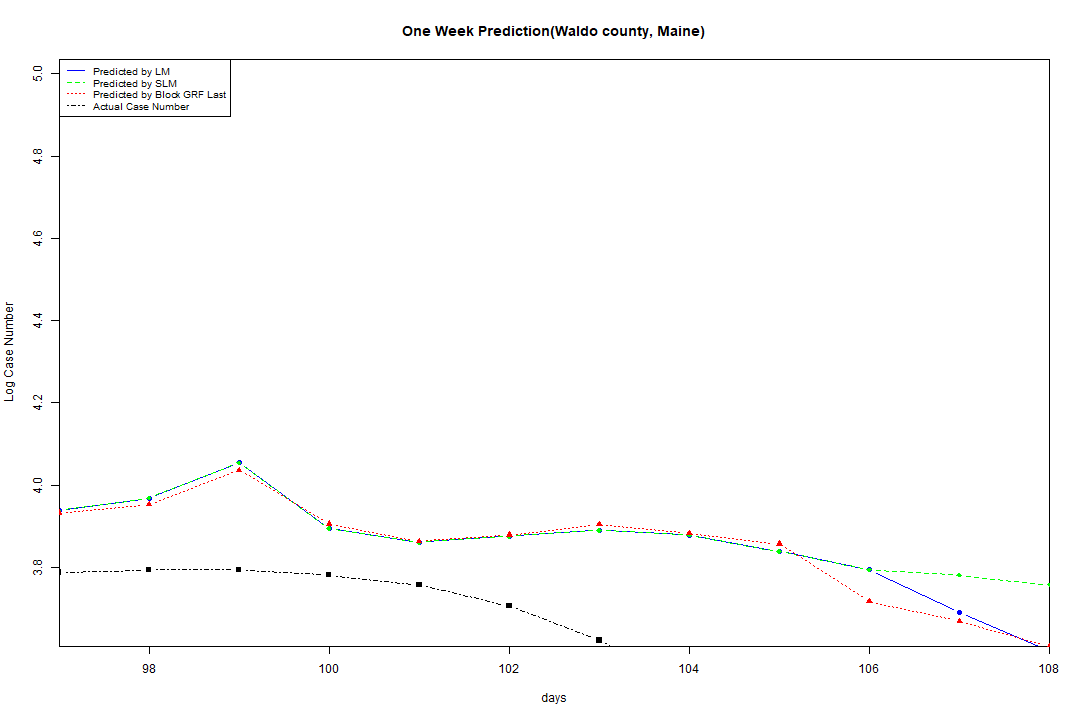 One Week Prediction(Waldo county, Maine)
Predicted by LM
Predicted by SLM
Predicted by Block GRF Last
Actual Case Number
5.0
4.8
4.6
4.4
4.2
4.0
3.8
Log Case Number
98 100 102 104 106 108
days